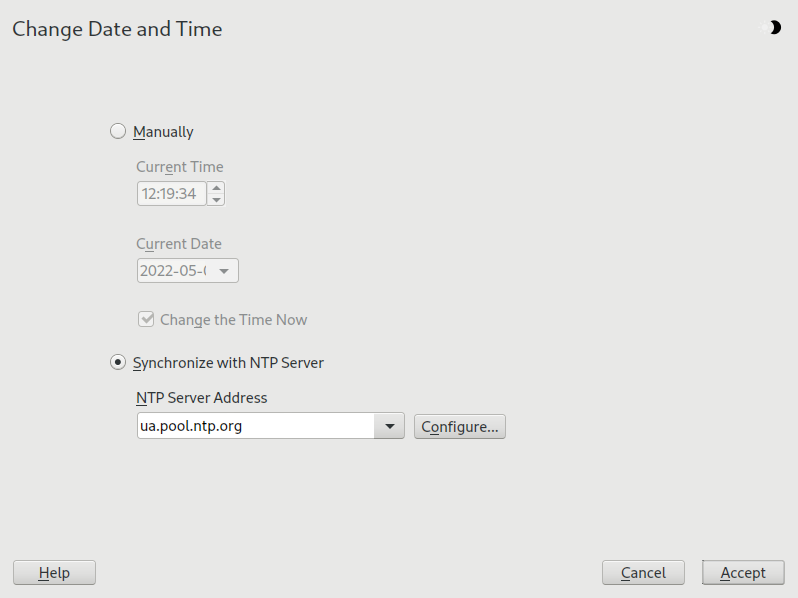 Change Date and Time
Manually
Current Time
12:19:34
Current Date
2022-05-
Change the Time Now
Synchronize with NTP Server
NTP Server Address
ua.pool.ntp.org
Configure...
Help
Cancel
Accept